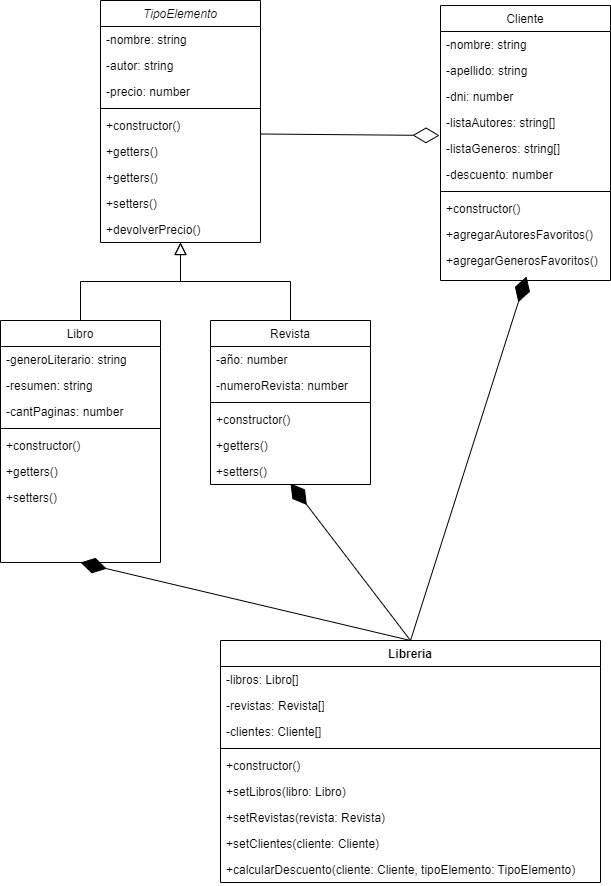 TipoElemento
-nombre: string
-autor: string
-precio: number
+constructor()
+getters()
+getters()
+setters()
+devolverPrecio()
Cliente
-nombre: string
-apellido: string
-dni: number
-listaAutores: string[]
-listaGeneros: string[]
-descuento: number
+constructor()
+agregarAutoresFavoritos()
+agregarGenerosFavoritos()
Libro
-generoLiterario: string
-resumen: string
-cantPaginas: number
+constructor()
+getters()
+setters()
Revista
-año: number
-numeroRevista: number
+constructor()
+getters()
+setters()
Libreria
-libros: Libro[]
-revistas: Revista[]
-clientes: Cliente[]
+constructor()
+setLibros(libro: Libro)
+setRevistas(revista: Revista)
+setClientes(cliente: Cliente)
+calcularDescuento(cliente: Cliente, tipoElemento: TipoElemento)